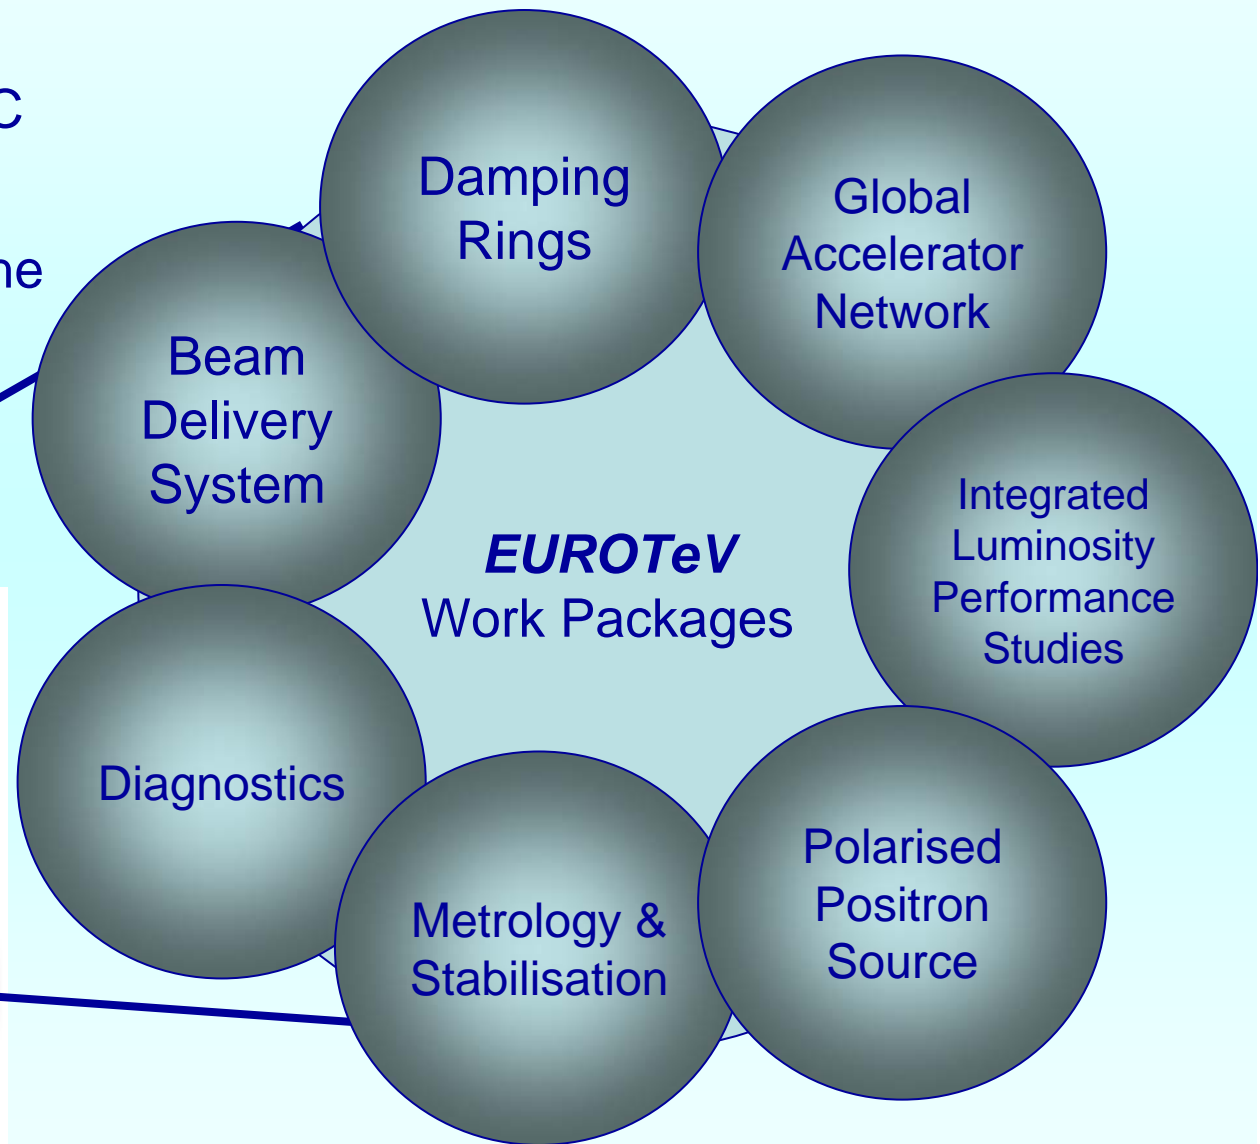 C
ne
Damping
Rings
Global
Accelerator
Network
Beam
Delivery
System
Integrated
Luminosity
Performance
Studies
EUROTeV
Work Packages
Diagnostics
Metrology &
Stabilisation
Polarised
Positron
Source